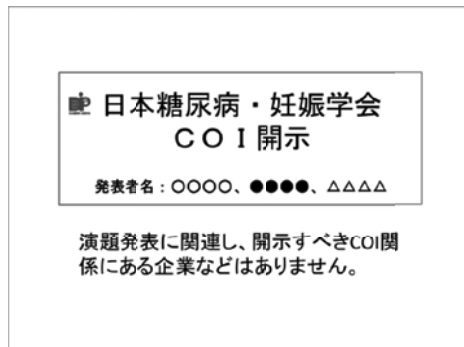 日本糖尿病・妊娠学会
ＣＯＩ開示
発表者名：〇〇〇〇、●●●●、△△△△
演題発表に関連し、開示すべきCOI関
係にある企業などはありません。